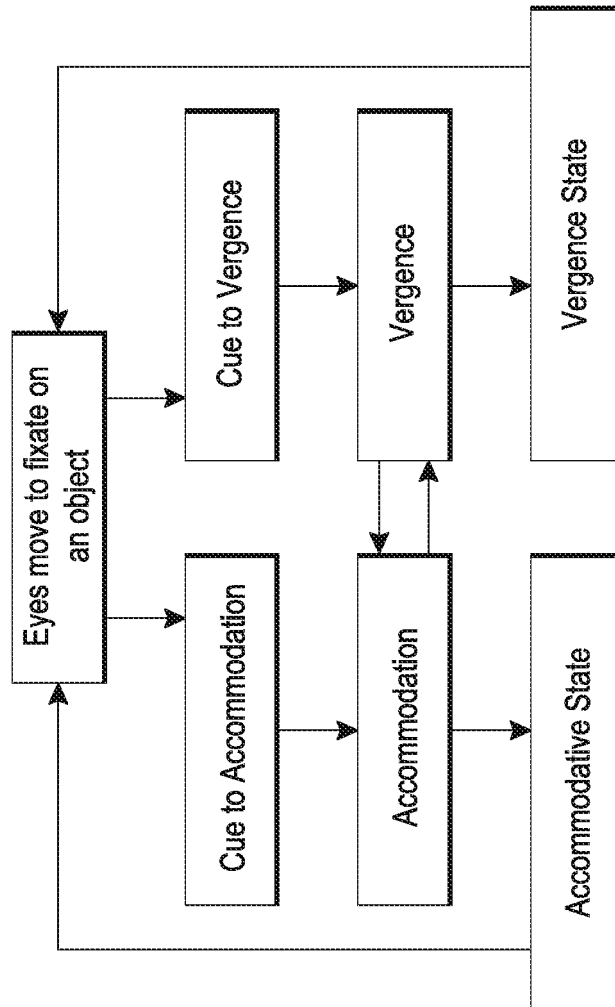 Eyes move to fixate on
an object
Cue to Accommodation
Cue to Vergence
Accommodation
Vergence
Accommodative State
Vergence State